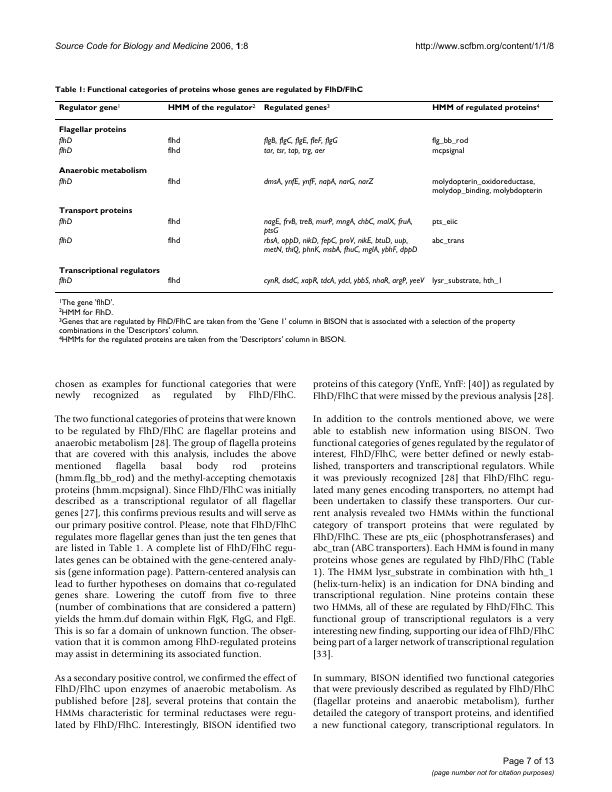 Source Code for Biology and Medicine 2006, 1:8 http://www.scfbm.org/content/1/1/8
Table 1: Functional categories of proteins whose genes are regulated by FlhD/FlhC
Regulator gene1 HMM of the regulator2 Regulated genes3 HMM of regulated proteins4
Flagellar proteins
flhD flhd flgB, flgC, flgE, fleF, flgG flg_bb_rod
flhD flhd tar, tsr, tap, trg, aer mcpsignal
Anaerobic metabolism
flhD flhd dmsA, ynfE, ynfF, napA, narG, narZ molydopterin_oxidoreductase,
molydop_binding, molybdopterin
Transport proteins
flhD flhd nagE, frvB, treB, murP, mngA, chbC, malX, fruA, pts_eiic
ptsG
flhD flhd rbsA, oppD, nikD, fepC, proV, nikE, btuD, uup, abc_trans
metN, thiQ, phnK, msbA, fhuC, mglA, ybhF, dppD
Transcriptional regulators
flhD flhd cynR, dsdC, xapR, tdcA, ydcI, ybbS, nhaR, argP, yeeV lysr_substrate, hth_1
1The gene 'flhD'.
2HMM for FlhD.
3Genes that are regulated by FlhD/FlhC are taken from the 'Gene 1' column in BISON that is associated with a selection of the property
combinations in the 'Descriptors' column.
4HMMs for the regulated proteins are taken from the 'Descriptors' column in BISON.
chosen as examples for functional categories that were
newly recognized as regulated by FlhD/FlhC.
The two functional categories of proteins that were known
to be regulated by FlhD/FlhC are flagellar proteins and
anaerobic metabolism [28]. The group of flagella proteins
that are covered with this analysis, includes the above
mentioned flagella basal body rod proteins
(hmm.flg_bb_rod) and the methyl-accepting chemotaxis
proteins (hmm.mcpsignal). Since FlhD/FlhC was initially
described as a transcriptional regulator of all flagellar
genes [27], this confirms previous results and will serve as
our primary positive control. Please, note that FlhD/FlhC
regulates more flagellar genes than just the ten genes that
are listed in Table 1. A complete list of FlhD/FlhC regu-
lates genes can be obtained with the gene-centered analy-
sis (gene information page). Pattern-centered analysis can
lead to further hypotheses on domains that co-regulated
genes share. Lowering the cutoff from five to three
(number of combinations that are considered a pattern)
yields the hmm.duf domain within FlgK, FlgG, and FlgE.
This is so far a domain of unknown function. The obser-
vation that it is common among FlhD-regulated proteins
may assist in determining its associated function.
As a secondary positive control, we confirmed the effect of
FlhD/FlhC upon enzymes of anaerobic metabolism. As
published before [28], several proteins that contain the
HMMs characteristic for terminal reductases were regu-
lated by FlhD/FlhC. Interestingly, BISON identified two
proteins of this category (YnfE, YnfF: [40]) as regulated by
FlhD/FlhC that were missed by the previous analysis [28].
In addition to the controls mentioned above, we were
able to establish new information using BISON. Two
functional categories of genes regulated by the regulator of
interest, FlhD/FlhC, were better defined or newly estab-
lished, transporters and transcriptional regulators. While
it was previously recognized [28] that FlhD/FlhC regu-
lated many genes encoding transporters, no attempt had
been undertaken to classify these transporters. Our cur-
rent analysis revealed two HMMs within the functional
category of transport proteins that were regulated by
FlhD/FlhC. These are pts_eiic (phosphotransferases) and
abc_tran (ABC transporters). Each HMM is found in many
proteins whose genes are regulated by FlhD/FlhC (Table
1). The HMM lysr_substrate in combination with hth_1
(helix-turn-helix) is an indication for DNA binding and
transcriptional regulation. Nine proteins contain these
two HMMs, all of these are regulated by FlhD/FlhC. This
functional group of transcriptional regulators is a very
interesting new finding, supporting our idea of FlhD/FlhC
being part of a larger network of transcriptional regulation
[33].
In summary, BISON identified two functional categories
that were previously described as regulated by FlhD/FlhC
(flagellar proteins and anaerobic metabolism), further
detailed the category of transport proteins, and identified
a new functional category, transcriptional regulators. In
Page 7 of 13
(page number not for citation purposes)